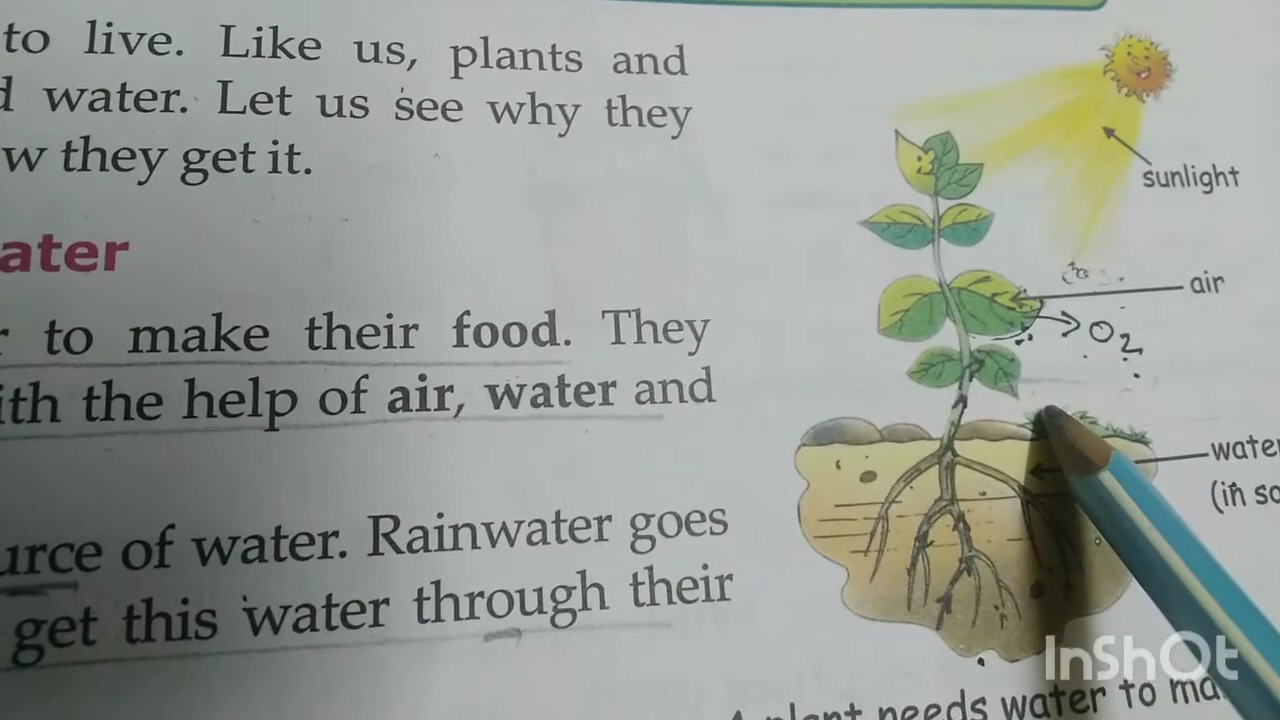 to live. Like us, plants and
water. Let us see why they
they get it.
ater
to make their food. They
ith the help of air, water and
urce of water. Rainwater goes
get this water through their
sunlight
air
O2
water
(in so
plant needs water to ma
InShOt